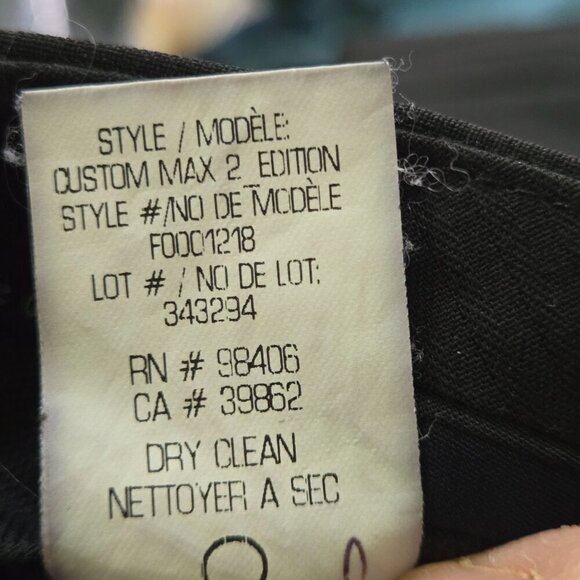 STYLE / MODÈLE:
CUSTOM MAX 2 EDITION
STYLE #/NO DE MODÈLE
F0001218
LOT # / NO DE LOT:
343294
RN # 98406
CA # 39862
DRY CLEAN
NETTOYER A SEC